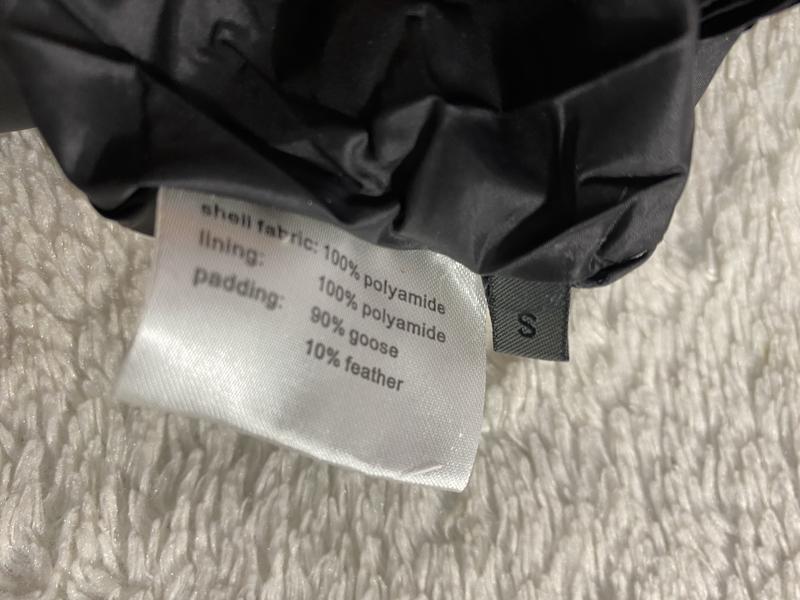 shell fabric: 100% polyamide
lining: 100% polyamide
padding: 90% goose
10% feather
S